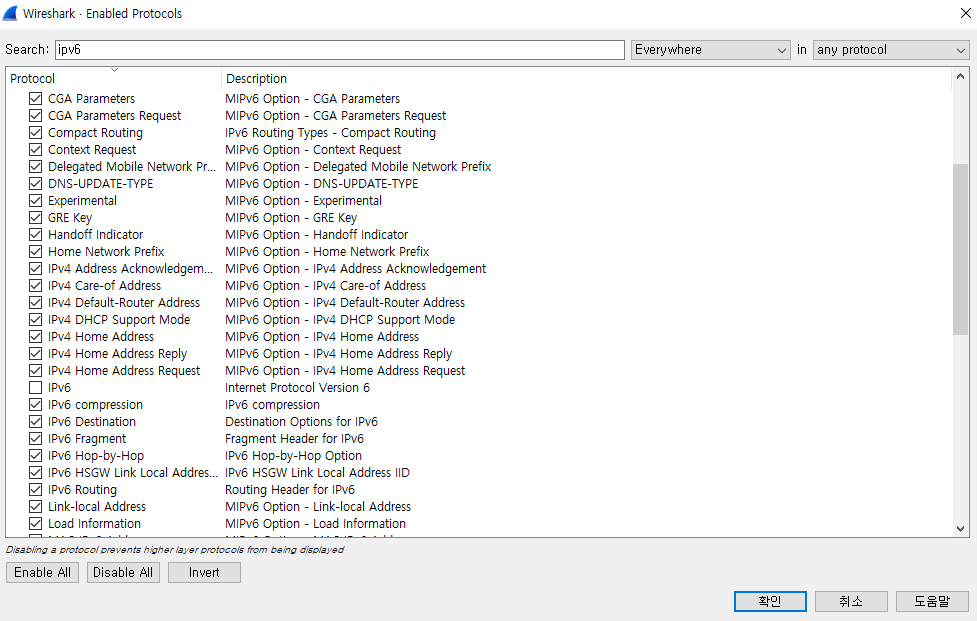 Wireshark · Enabled Protocols
Search: ipv6 Everywhere in any protocol
Protocol Description
CGA Parameters MIPv6 Option - CGA Parameters
CGA Parameters Request MIPv6 Option - CGA Parameters Request
Compact Routing IPv6 Routing Types - Compact Routing
Context Request MIPv6 Option - Context Request
Delegated Mobile Network Pr... MIPv6 Option - Delegated Mobile Network Prefix
DNS-UPDATE-TYPE MIPv6 Option - DNS-UPDATE-TYPE
Experimental MIPv6 Option - Experimental
GRE Key MIPv6 Option - GRE Key
Handoff Indicator MIPv6 Option - Handoff Indicator
Home Network Prefix MIPv6 Option - Home Network Prefix
IPv4 Address Acknowledgem... MIPv6 Option - IPv4 Address Acknowledgement
IPv4 Care-of Address MIPv6 Option - IPv4 Care-of Address
IPv4 Default-Router Address MIPv6 Option - IPv4 Default-Router Address
IPv4 DHCP Support Mode MIPv6 Option - IPv4 DHCP Support Mode
IPv4 Home Address MIPv6 Option - IPv4 Home Address
IPv4 Home Address Reply MIPv6 Option - IPv4 Home Address Reply
IPv4 Home Address Request MIPv6 Option - IPv4 Home Address Request
IPv6 Internet Protocol Version 6
IPv6 compression IPv6 compression
IPv6 Destination Destination Options for IPv6
IPv6 Fragment Fragment Header for IPv6
IPv6 Hop-by-Hop IPv6 Hop-by-Hop Option
IPv6 HSGW Link Local Addres... IPv6 HSGW Link Local Address IID
IPv6 Routing Routing Header for IPv6
Link-local Address MIPv6 Option - Link-local Address
Load Information MIPv6 Option - Load Information
Disabling a protocol prevents higher layer protocols from being displayed
Enable All Disable All Invert
확인 취소 도움말